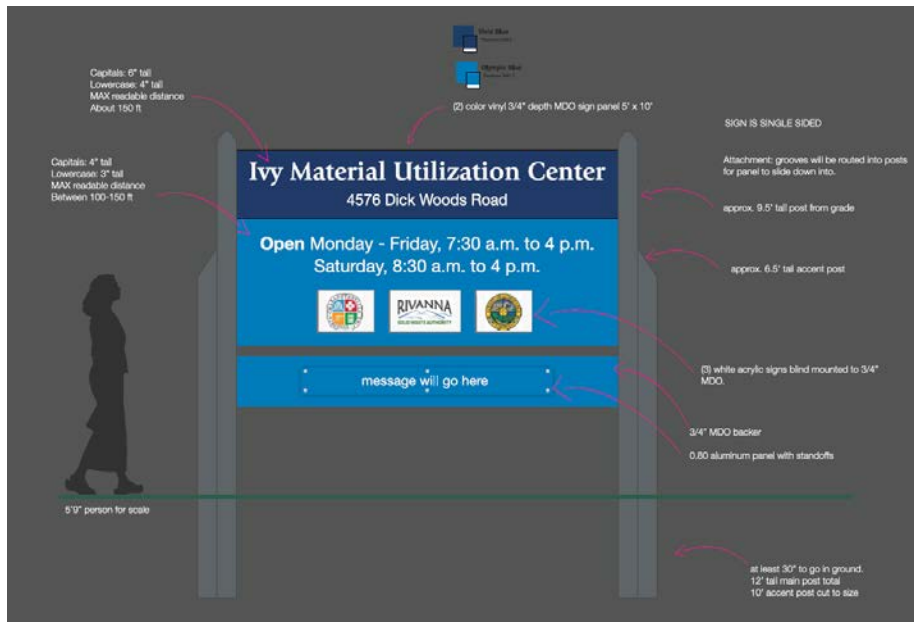 Vivid Blue
Olympic Blue
Capitals: 6" tall
Lowercase: 4" tall
MAX readable distance
About 150 ft
(2) color vinyl 3/4" depth MDO sign panel 5' x 10'
SIGN IS SINGLE SIDED
Capitals: 4" tall
Lowercase: 3" tall
MAX readable distance
Between 100-150 ft
Attachment: grooves will be routed into posts
for panel to slide down into.
Ivy Material Utilization Center
4576 Dick Woods Road
approx. 9.5' tall post from grade
Open Monday - Friday, 7:30 a.m. to 4 p.m.
Saturday, 8:30 a.m. to 4 p.m.
approx. 6.5' tall accent post
RIVANNA
SOLID WASTE AUTHORITY
(3) white acrylic signs blind mounted to 3/4"
MDO.
message will go here
3/4" MDO backer
0.80 aluminum panel with standoffs
5'9" person for scale
at least 30" to go in ground.
12' tall main post total
10' accent post cut to size